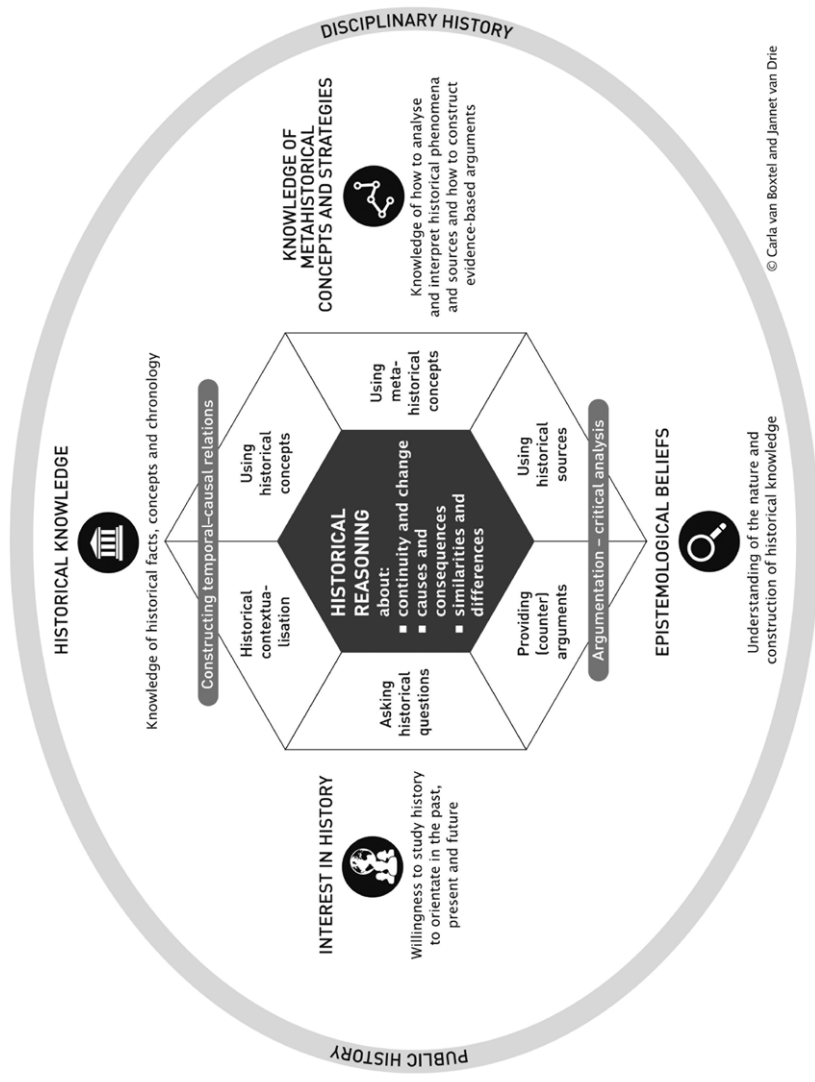 DISCIPLINARY HISTORY
PUBLIC HISTORY
HISTORICAL KNOWLEDGE
Knowledge of historical facts, concepts and chronology
Constructing temporal–causal relations
INTEREST IN HISTORY
Willingness to study history
to orientate in the past,
present and future
Historical
contextua-
lisation
Using
historical
concepts
Asking
historical
questions
HISTORICAL
REASONING
about:
▪ continuity and change
▪ causes and
consequences
▪ similarities and
differences
Using
meta-
historical
concepts
Providing
(counter)
arguments
Using
historical
sources
KNOWLEDGE OF
METAHISTORICAL
CONCEPTS AND STRATEGIES
Knowledge of how to analyse
and interpret historical phenomena
and sources and how to construct
evidence-based arguments
Argumentation – critical analysis
EPISTEMOLOGICAL BELIEFS
Understanding of the nature and
construction of historical knowledge
© Carla van Boxtel and Jannet van Drie